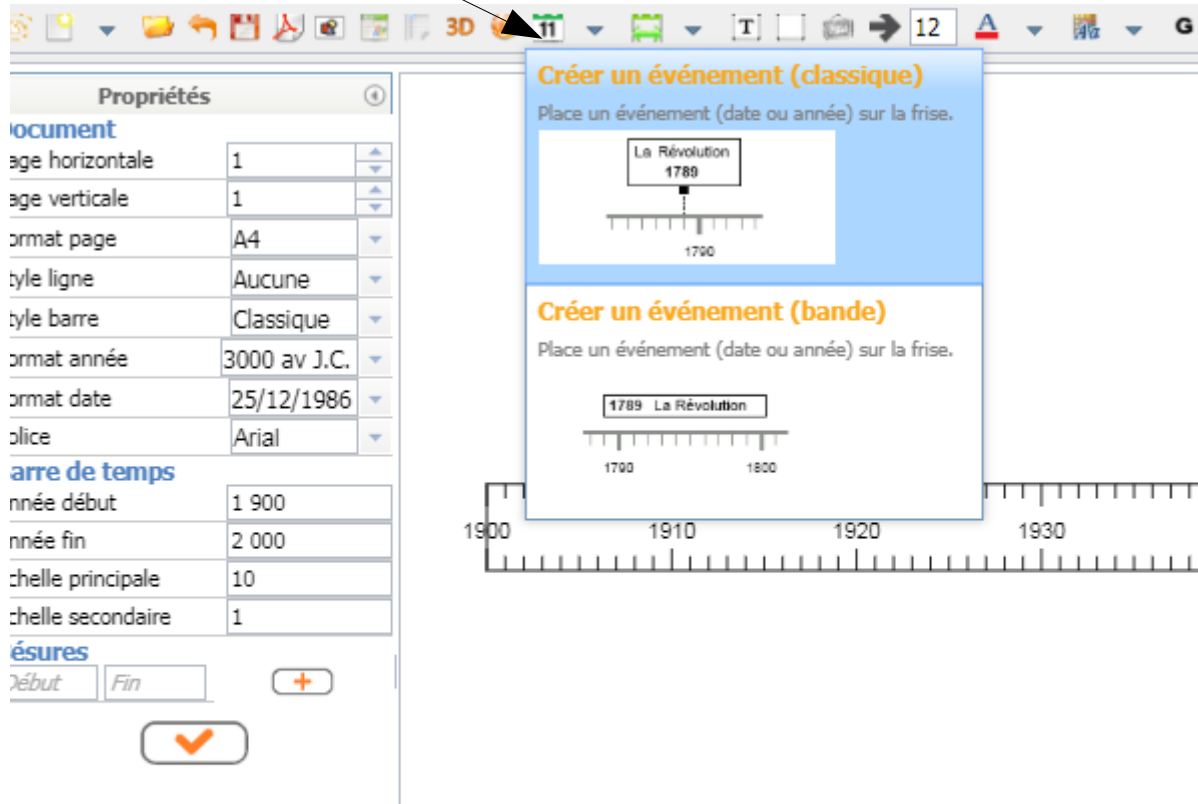 3D 11 T 12 A G
Propriétés
Document
age horizontale 1
age verticale 1
ormat page A4
tyle ligne Aucune
tyle barre Classique
ormat année 3000 av J.C.
ormat date 25/12/1986
olice Arial
arre de temps
nnée début 1 900
nnée fin 2 000
chelle principale 10
chelle secondaire 1
ésures
Début Fin
Créer un événement (classique)
Place un événement (date ou année) sur la frise.
La Révolution
1789
1790
Créer un événement (bande)
Place un événement (date ou année) sur la frise.
1789 La Révolution
1790 1800
1900 1910 1920 1930